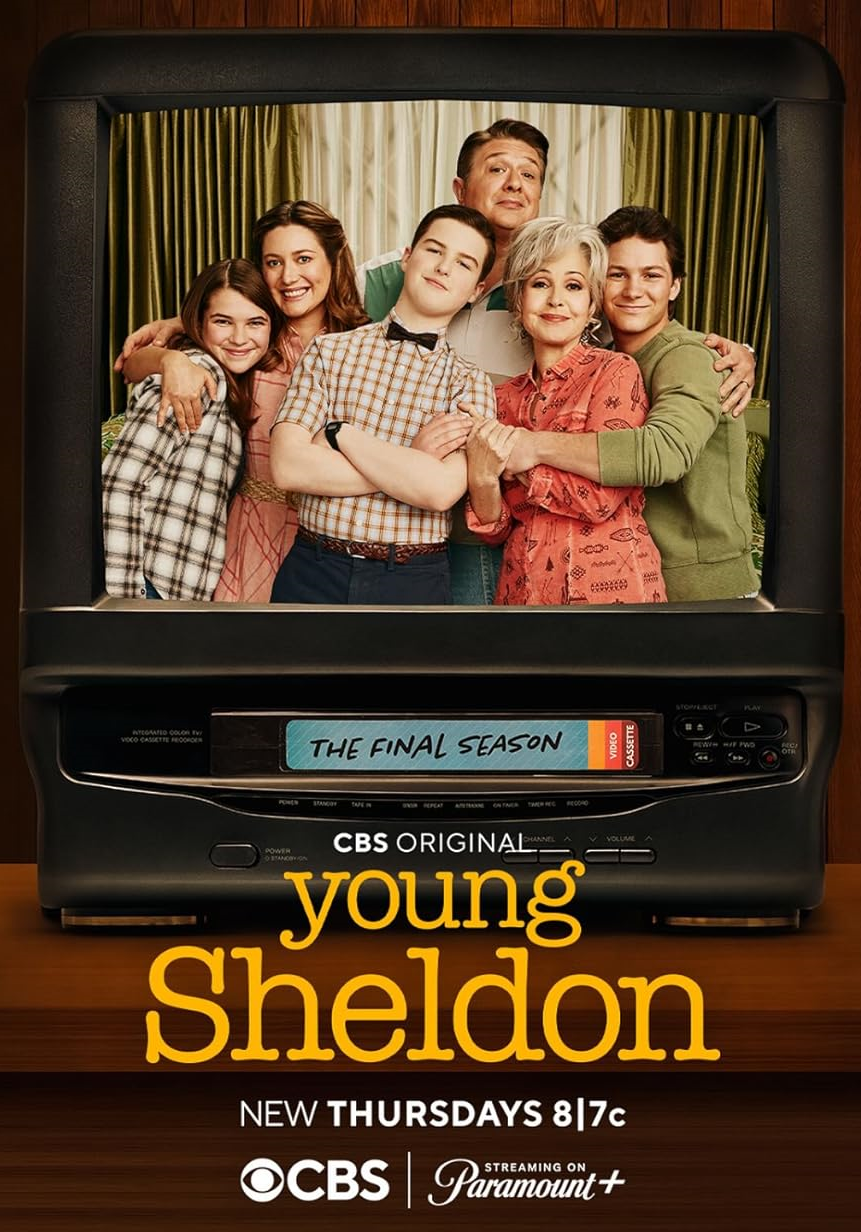 INTEGRATED COLOR TV/
VIDEO CASSETTE RECORDER
THE FINAL SEASON
VIDEO
CASSETTE
STOP/EJECT
PLAY
REW
F FWD
REC/
OTR
POWER
STANDBY
TAPE IN
REPEAT
ON TIMER
TIMER REC
RECORD
POWER
CHANNEL
VOLUME
CBS ORIGINAL
young
Sheldon
NEW THURSDAYS 8|7c
CBS
STREAMING ON
Paramount+